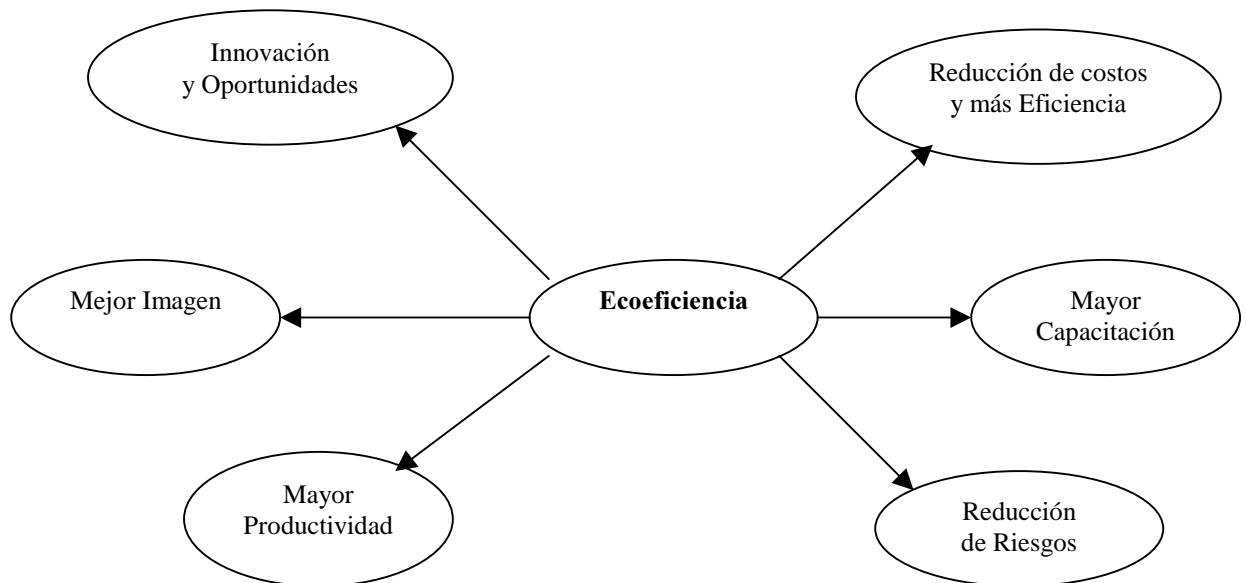 Innovación
y Oportunidades
Reducción de costos
y más Eficiencia
Mejor Imagen
Ecoeficiencia
Mayor
Capacitación
Mayor
Productividad
Reducción
de Riesgos